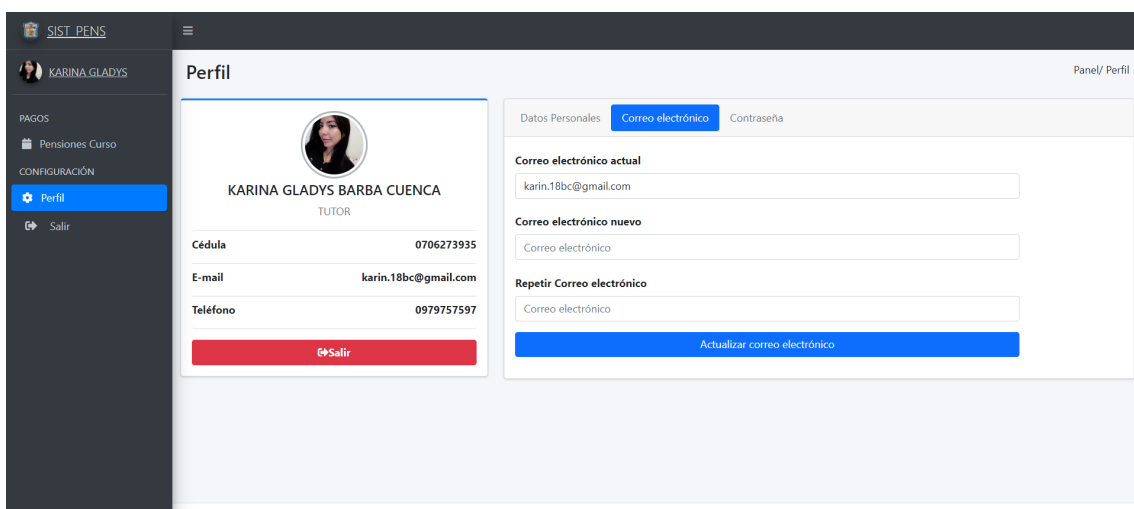 SIST_PENS
KARINA GLADYS
PAGOS
Pensiones Curso
CONFIGURACIÓN
Perfil
Salir
Perfil
Panel/ Perfil
KARINA GLADYS BARBA CUENCA
TUTOR
Cédula 0706273935
E-mail karin.18bc@gmail.com
Teléfono 0979757597
Salir
Datos Personales Correo electrónico Contraseña
Correo electrónico actual
karin.18bc@gmail.com
Correo electrónico nuevo
Correo electrónico
Repetir Correo electrónico
Correo electrónico
Actualizar correo electrónico